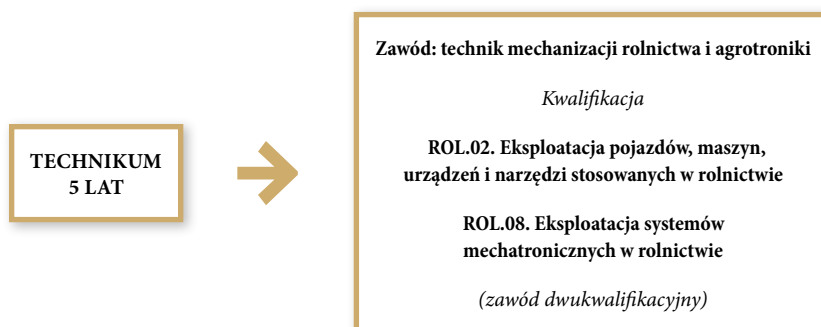 TECHNIKUM
5 LAT
Zawód: technik mechanizacji rolnictwa i agrotroniki
Kwalifikacja
ROL.02. Eksploatacja pojazdów, maszyn,
urządzeń i narzędzi stosowanych w rolnictwie
ROL.08. Eksploatacja systemów
mechatronicznych w rolnictwie
(zawód dwukwalifikacyjny)